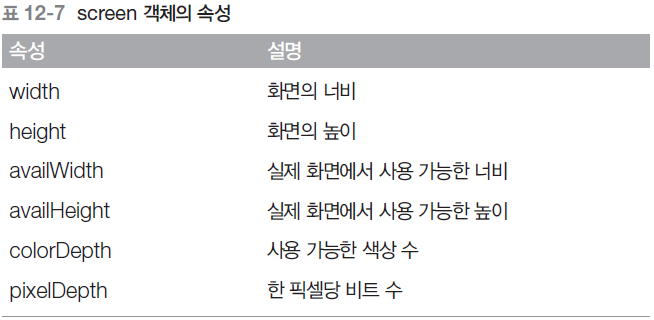 표 12-7 screen 객체의 속성
속성 설명
width 화면의 너비
height 화면의 높이
availWidth 실제 화면에서 사용 가능한 너비
availHeight 실제 화면에서 사용 가능한 높이
colorDepth 사용 가능한 색상 수
pixelDepth 한 픽셀당 비트 수